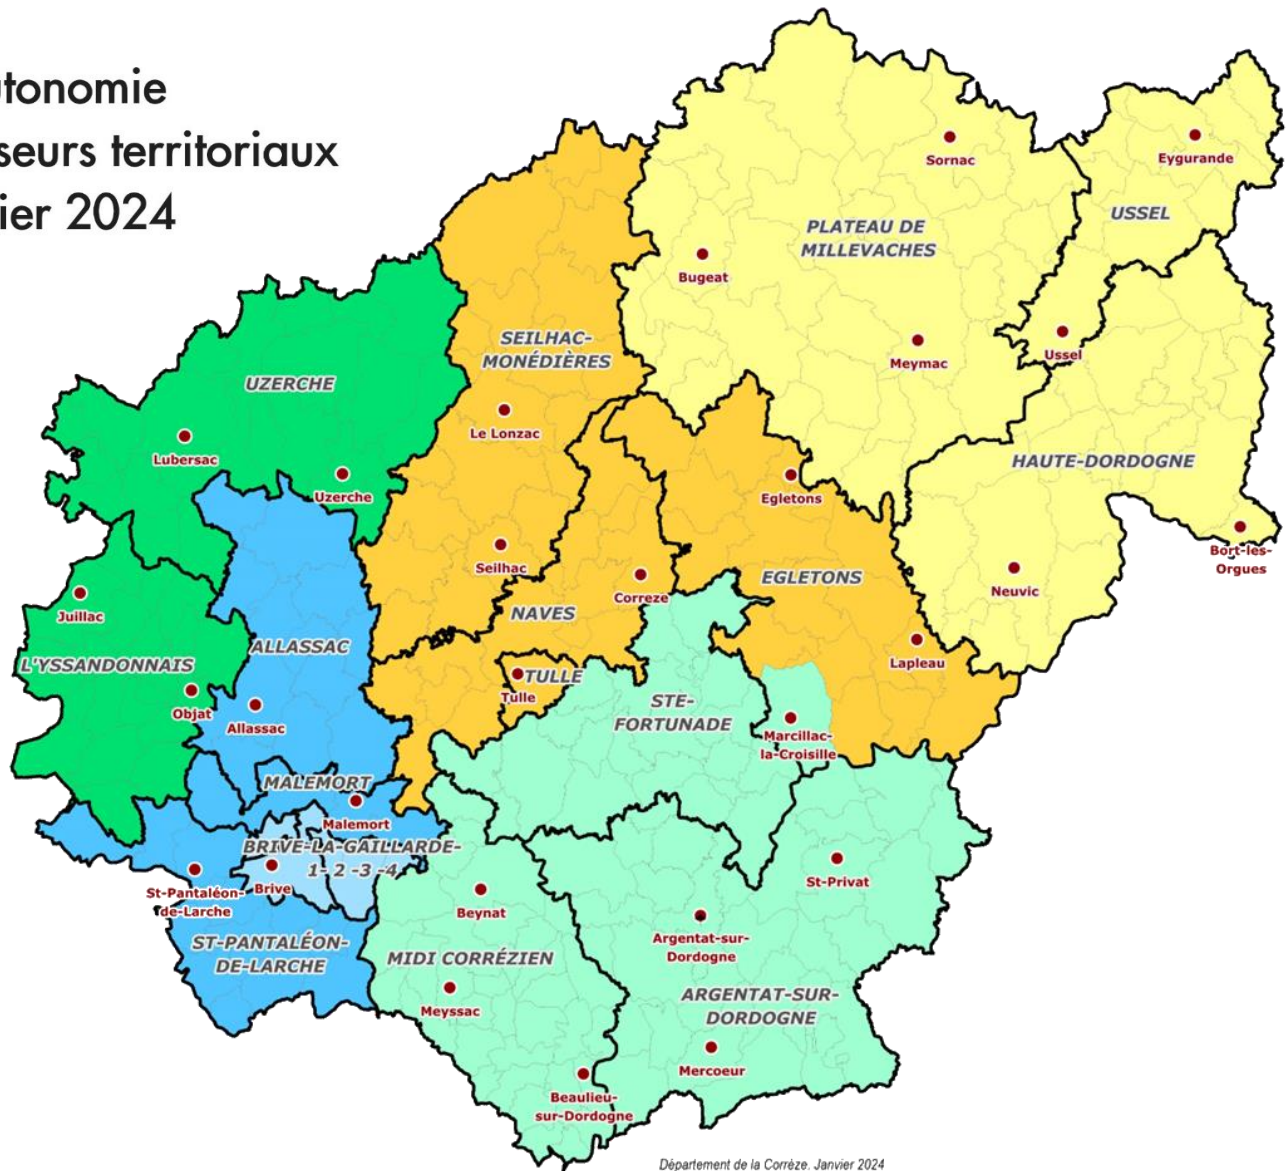 utonomie
seurs territoriaux
ier 2024
Sornac
Eygurande
USSEL
PLATEAU DE
MILLEVACHES
Bugeat
Meymac
Ussel
SEILHAC-
MONÉDIÈRES
UZERCHE
Le Lonzac
Lubersac
Uzerche
HAUTE-DORDOGNE
Egletons
Bort-les-
Orgues
Seilhac
EGLETONS
Neuvic
Correze
Juillac
NAVES
ALLASSAC
L'YSSANDONNAIS
Lapleau
TULLE
Tulle
STE-
FORTUNADE
Objat
Allassac
Marcillac-
la-Croisille
MALEMORT
Malemort
BRIVE-LA-GAILLARDE-
1- 2 -3 -4
Brive
St-Pantaléon-
de-Larche
St-Privat
Beynat
ST-PANTALÉON-
DE-LARCHE
Argentat-sur-
Dordogne
MIDI CORRÉZIEN
Meyssac
ARGENTAT-SUR-
DORDOGNE
Mercoeur
Beaulieu-
sur-Dordogne
Département de la Corrèze. Janvier 2024